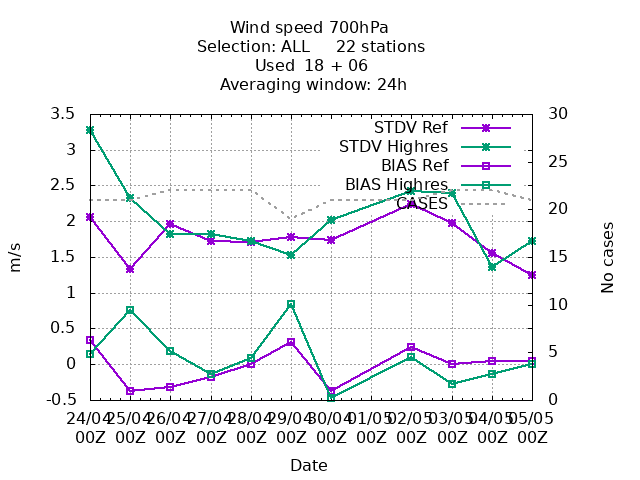 Wind speed 700hPa
Selection: ALL     22 stations
Used  18 + 06
Averaging window: 24h
3.5
3
2.5
2
1.5
1
0.5
0
-0.5
m/s
30
25
20
15
10
5
0
No cases
STDV Ref
STDV Highres
BIAS Ref
BIAS Highres
CASES
24/04 25/04 26/04 27/04 28/04 29/04 30/04 01/05 02/05 03/05 04/05 05/05
00Z 00Z 00Z 00Z 00Z 00Z 00Z 00Z 00Z 00Z 00Z 00Z
Date